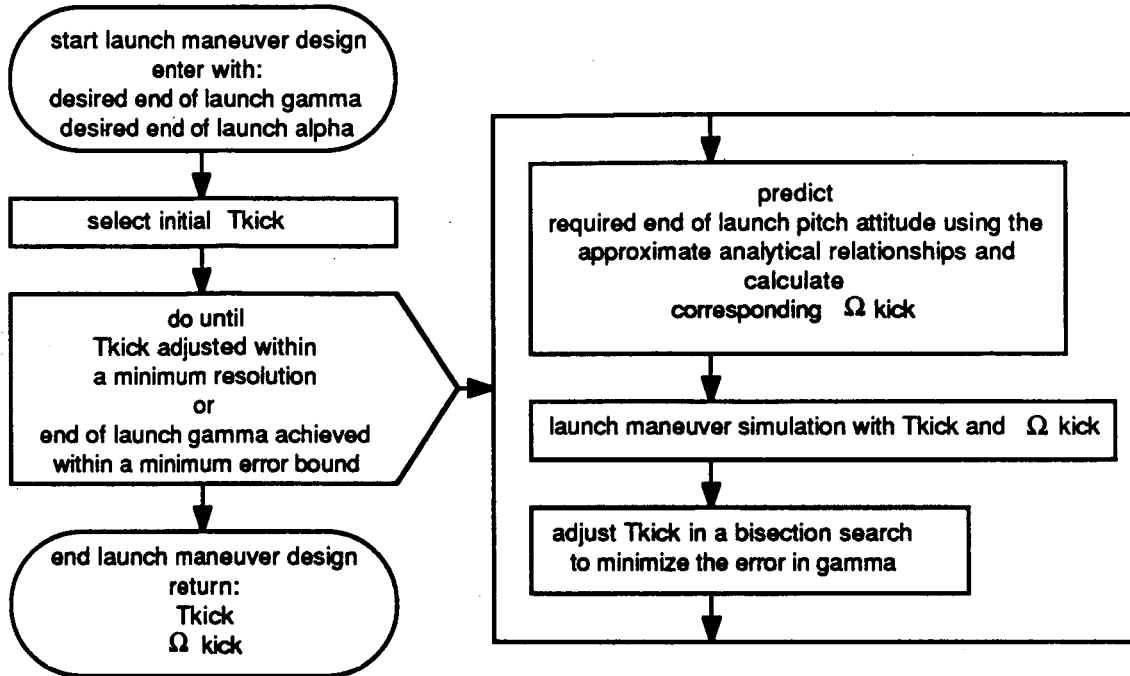 start launch maneuver design
enter with:
desired end of launch gamma
desired end of launch alpha
select initial Tkick
do until
Tkick adjusted within
a minimum resolution
or
end of launch gamma achieved
within a minimum error bound
end launch maneuver design
return:
Tkick
Ω kick
predict
required end of launch pitch attitude using the
approximate analytical relationships and
calculate
corresponding Ω kick
launch maneuver simulation with Tkick and Ω kick
adjust Tkick in a bisection search
to minimize the error in gamma